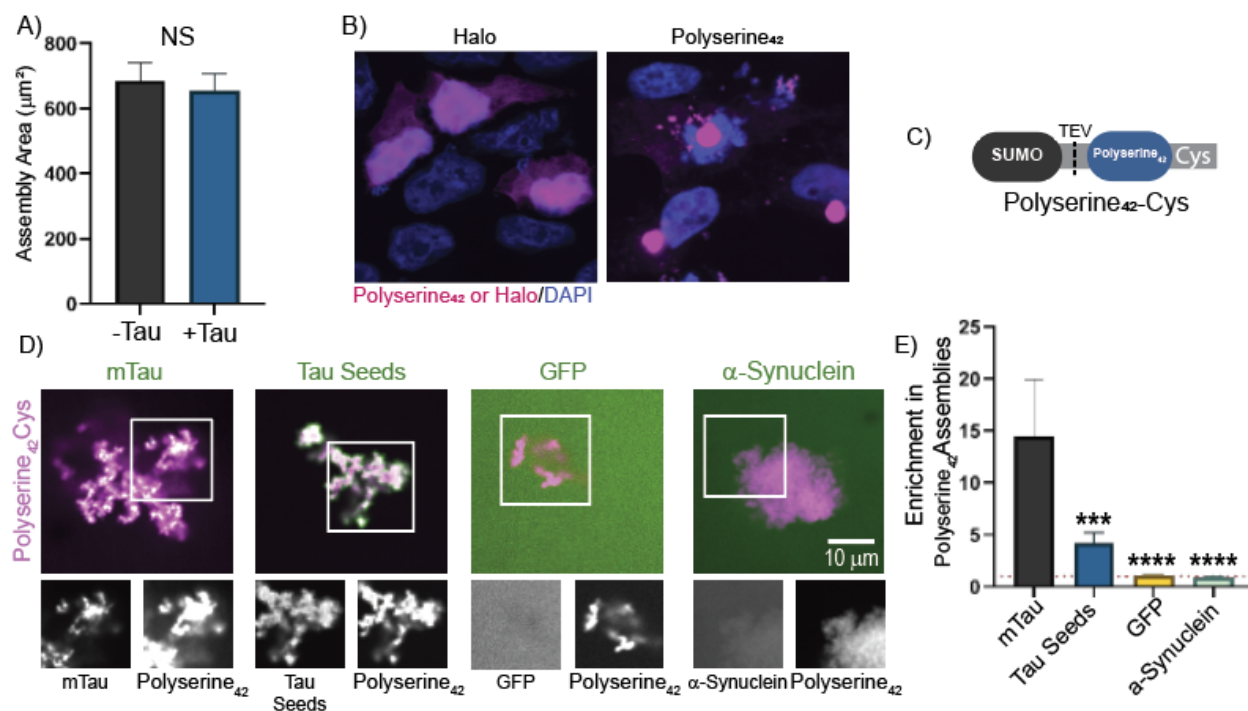 A)
NS
Assembly Area (μm²)
800
600
400
200
0
-Tau
+Tau
B)
Halo
Polyserine₄₂
Polyserine₄₂ or Halo/DAPI
C)
TEV
SUMO
Polyserine₄₂
Cys
Polyserine₄₂-Cys
D)
mTau
Tau Seeds
GFP
α-Synuclein
Polyserine₄₂Cys
10 μm
mTau
Polyserine₄₂
Tau
Seeds
Polyserine₄₂
GFP
Polyserine₄₂
α-Synuclein
Polyserine₄₂
E)
Enrichment in
Polyserine₄₂Assemblies
25
20
15
10
5
0
***
****
****
mTau
Tau Seeds
GFP
a-Synuclein